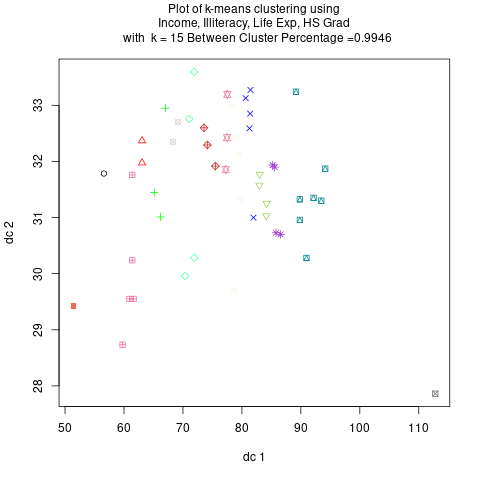 Plot of k-means clustering using
Income, Illiteracy, Life Exp, HS Grad
with k = 15 Between Cluster Percentage =0.9946
33
32
31
30
29
28
dc 2
50 60 70 80 90 100 110
dc 1